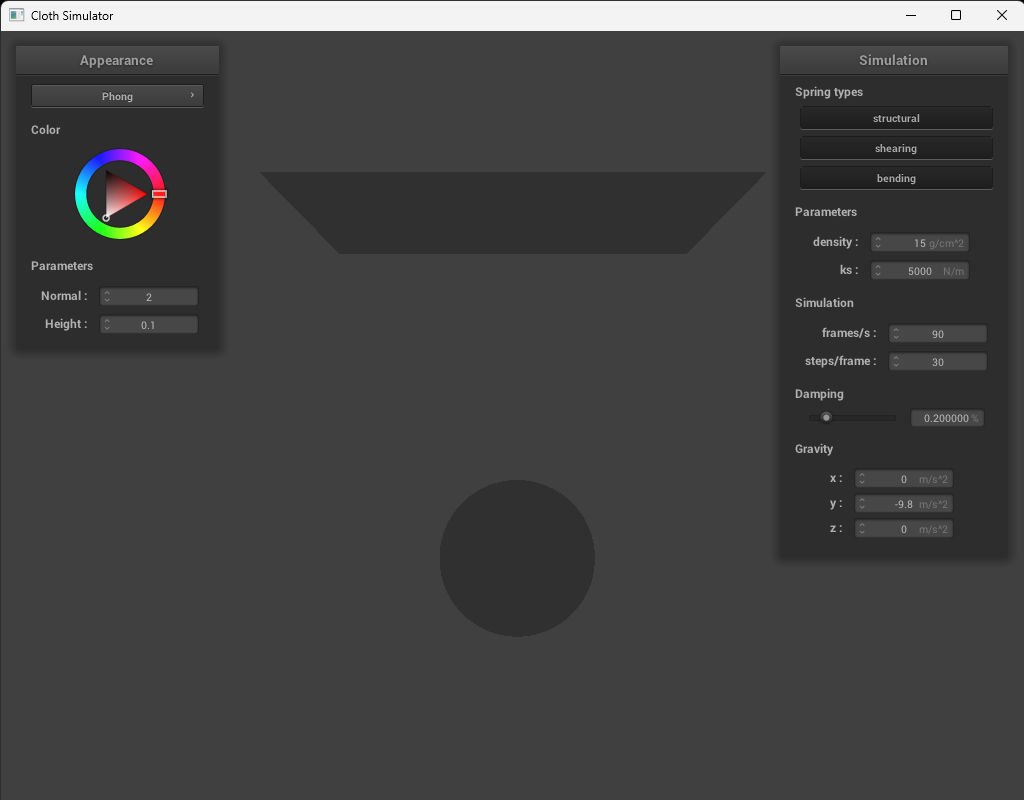 Cloth Simulator
Appearance
Phong
Color
Parameters
Normal : 2
Height : 0.1
Simulation
Spring types
structural
shearing
bending
Parameters
density : 15 g/cm^2
ks : 5000 N/m
Simulation
frames/s : 90
steps/frame : 30
Damping
0.200000 %
Gravity
x : 0 m/s^2
y : -9.8 m/s^2
z : 0 m/s^2